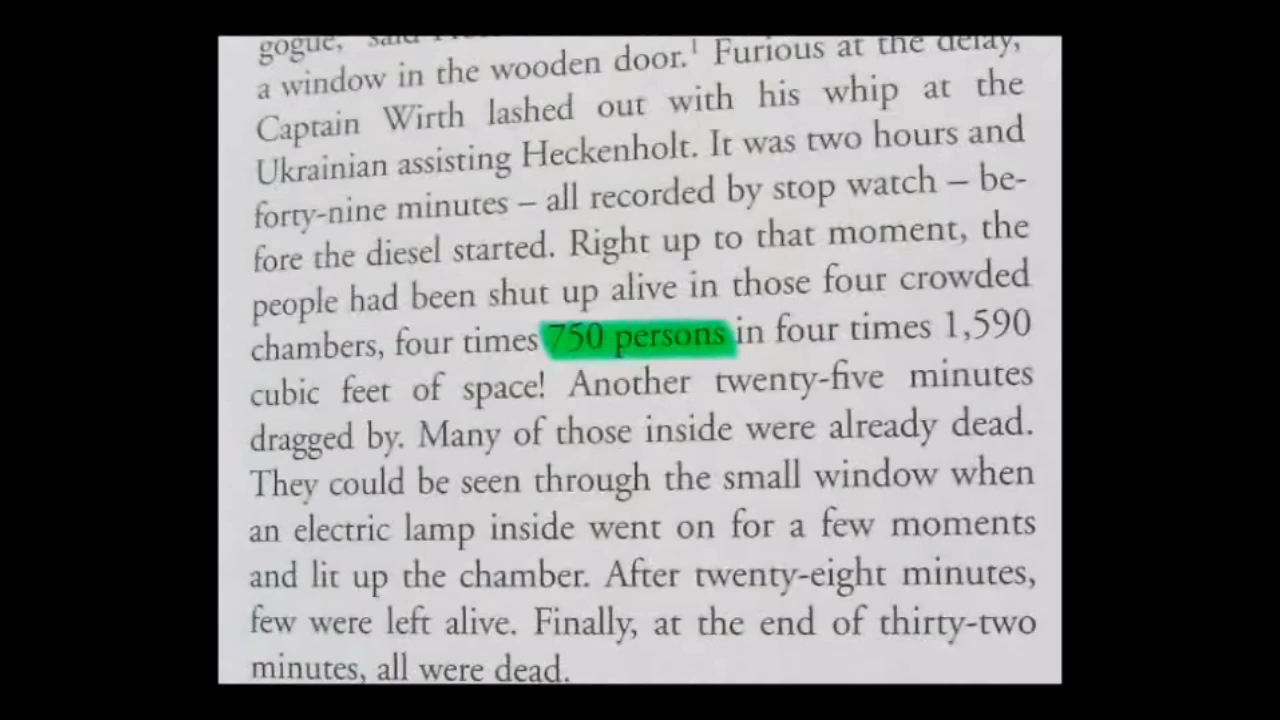 gogue,
a window in the wooden door.¹ Furious at the delay,
Captain Wirth lashed out with his whip at the
Ukrainian assisting Heckenholt. It was two hours and
forty-nine minutes – all recorded by stop watch – be-
fore the diesel started. Right up to that moment, the
people had been shut up alive in those four crowded
chambers, four times 750 persons in four times 1,590
cubic feet of space! Another twenty-five minutes
dragged by. Many of those inside were already dead.
They could be seen through the small window when
an electric lamp inside went on for a few moments
and lit up the chamber. After twenty-eight minutes,
few were left alive. Finally, at the end of thirty-two
minutes, all were dead.